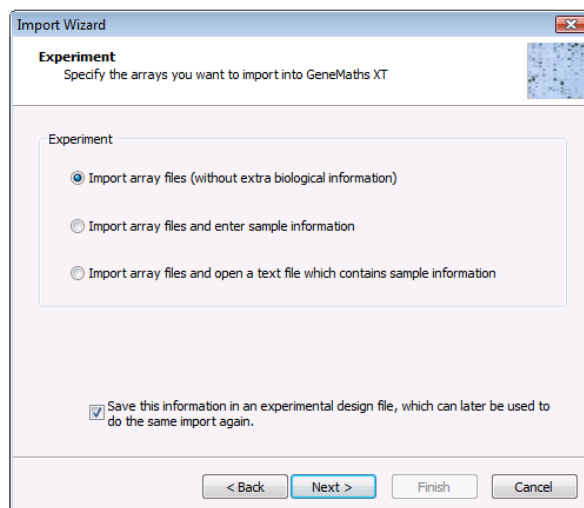 Import Wizard
Experiment
Specify the arrays you want to import into GeneMaths XT
Experiment
Import array files (without extra biological information)
Import array files and enter sample information
Import array files and open a text file which contains sample information
Save this information in an experimental design file, which can later be used to
do the same import again.
< Back Next > Finish Cancel